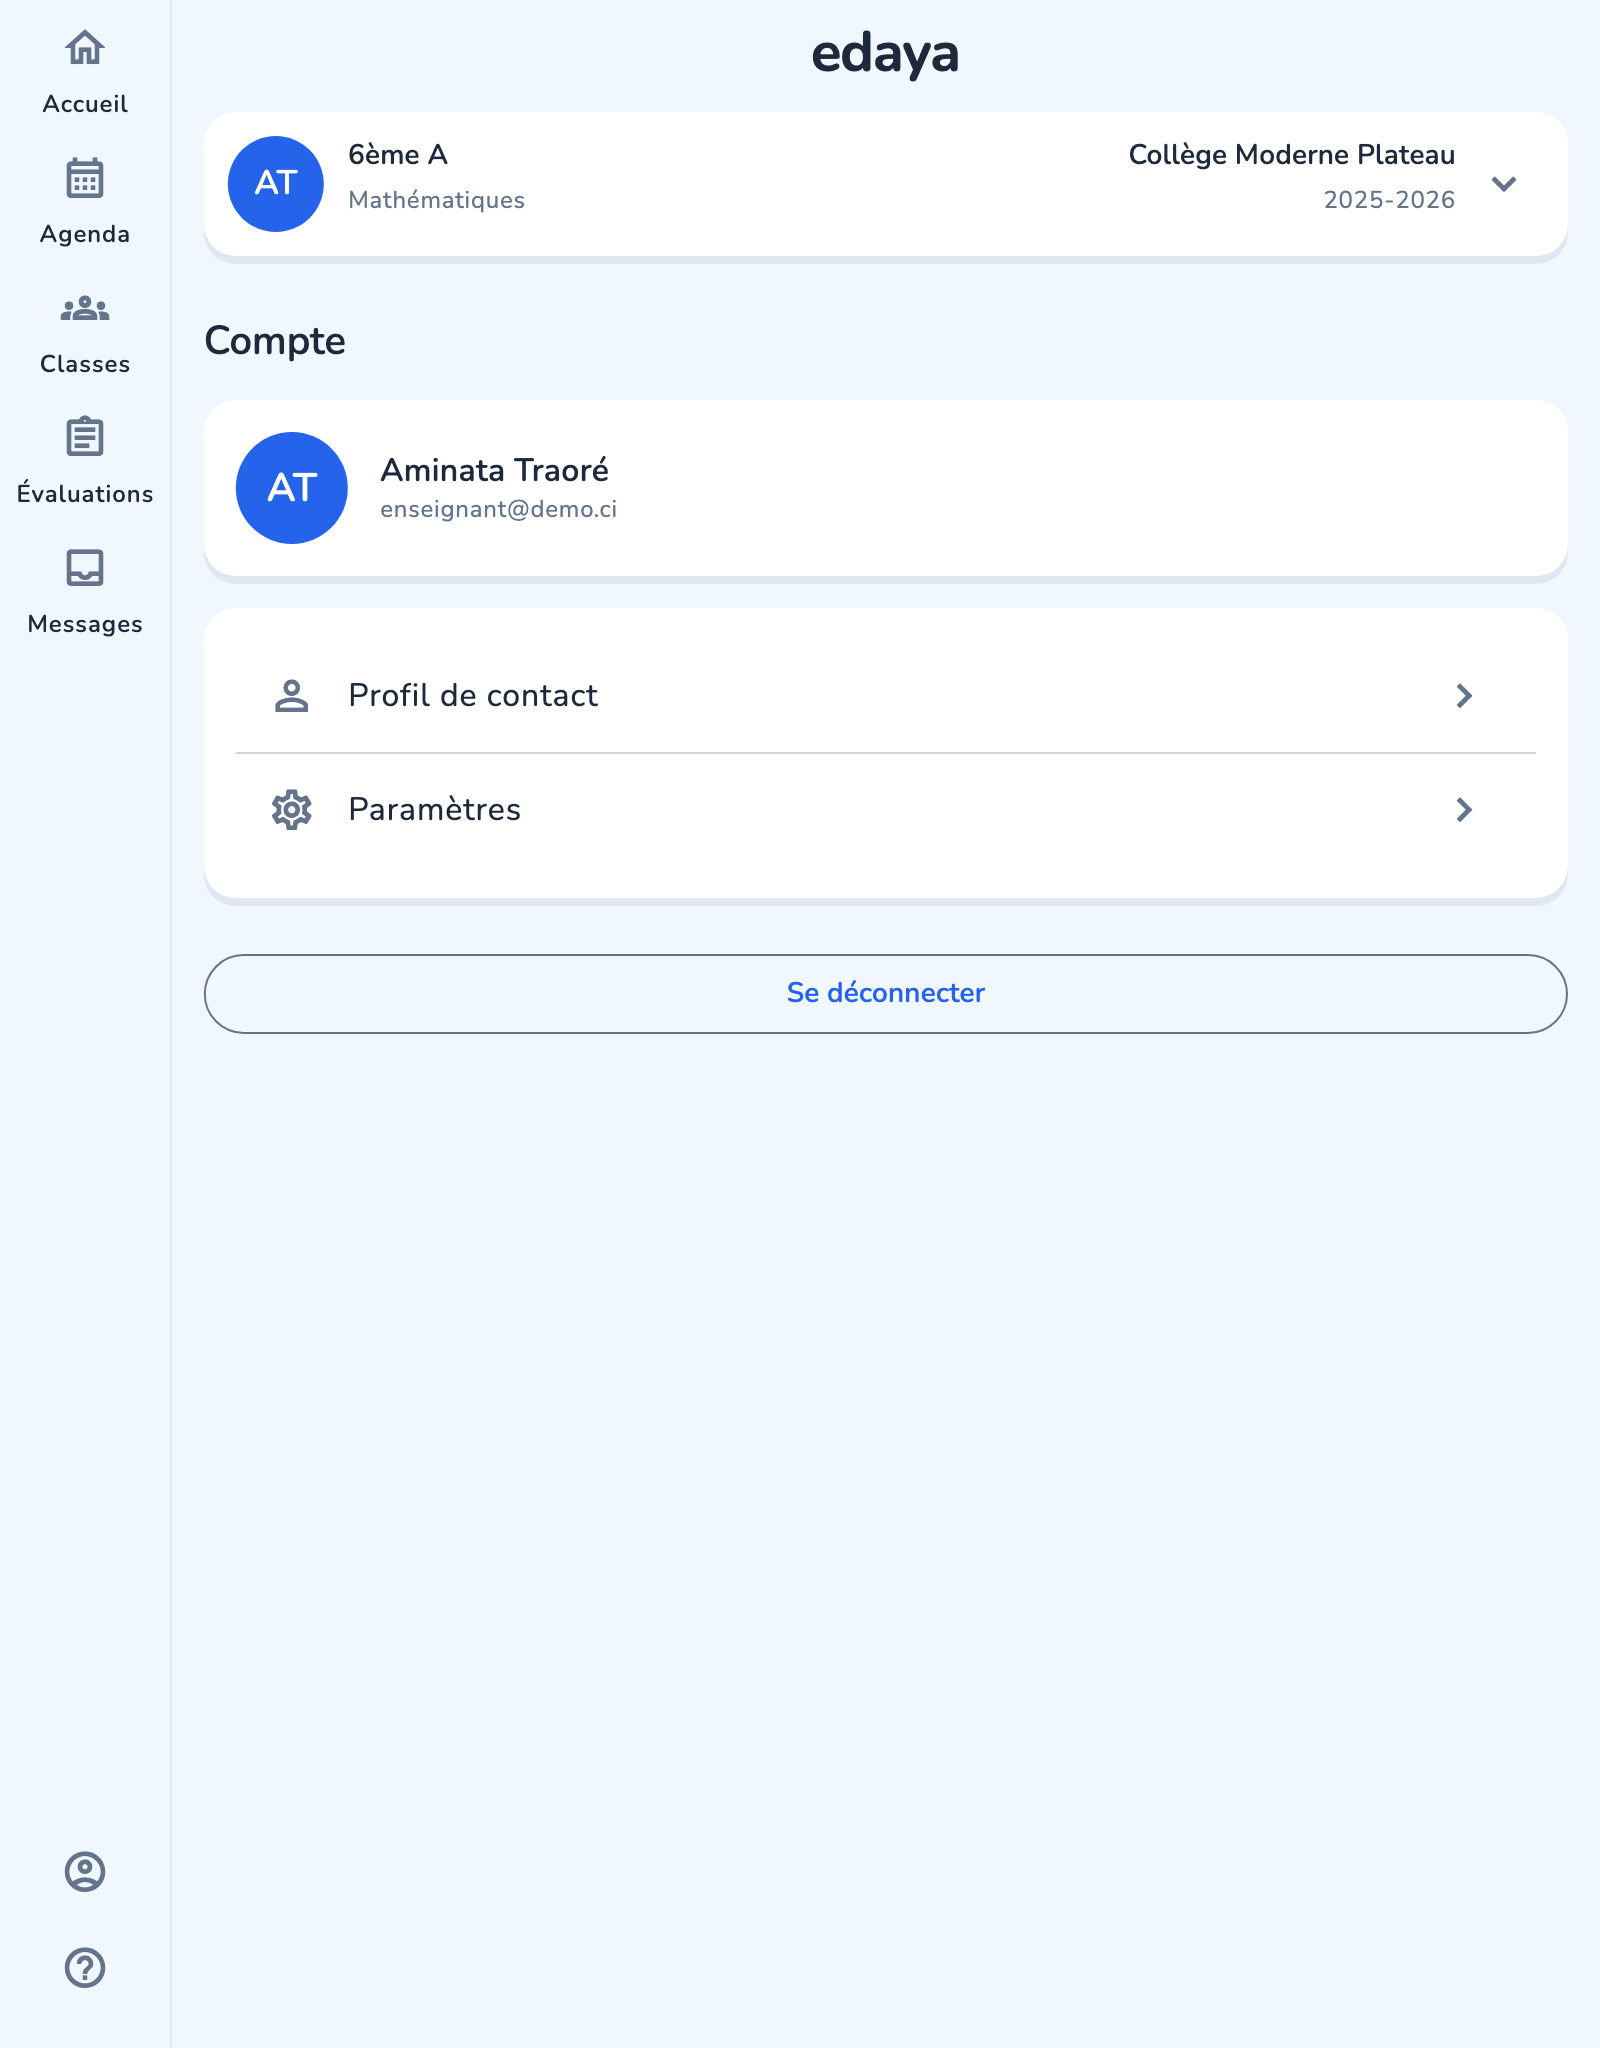 edaya
Accueil
Agenda
Classes
Évaluations
Messages
AT
6ème A
Mathématiques
Collège Moderne Plateau
2025-2026
Compte
AT
Aminata Traoré
enseignant@demo.ci
Profil de contact
Paramètres
Se déconnecter